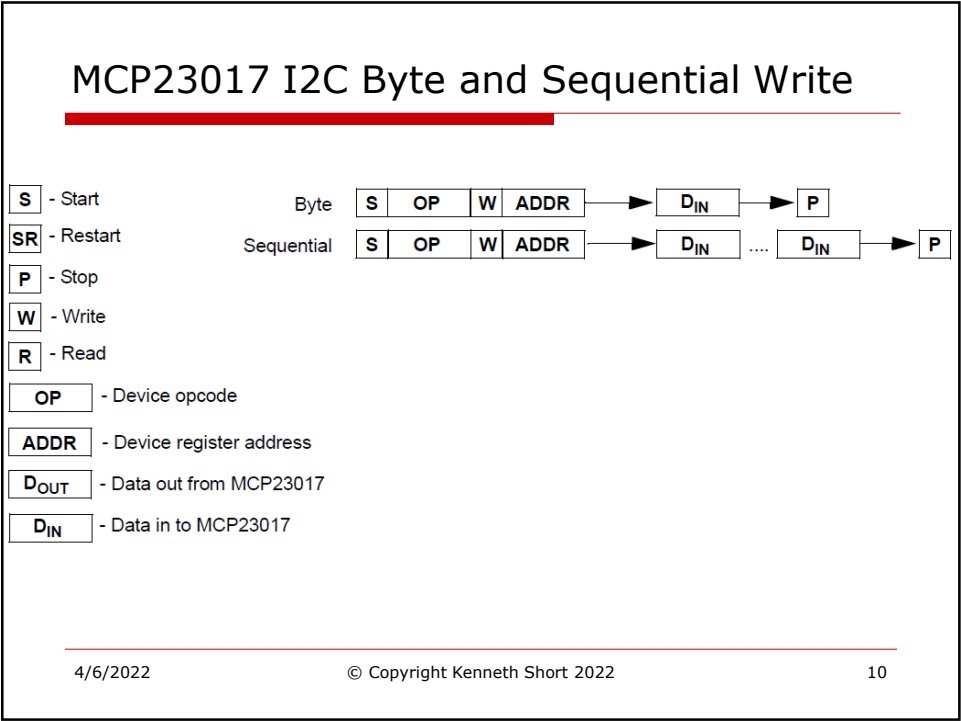 MCP23017 I2C Byte and Sequential Write
S - Start
SR - Restart
P - Stop
W - Write
R - Read
OP - Device opcode
ADDR - Device register address
DOUT - Data out from MCP23017
DIN - Data in to MCP23017
Byte S OP W ADDR DIN P
Sequential S OP W ADDR DIN .... DIN P
4/6/2022 © Copyright Kenneth Short 2022 10